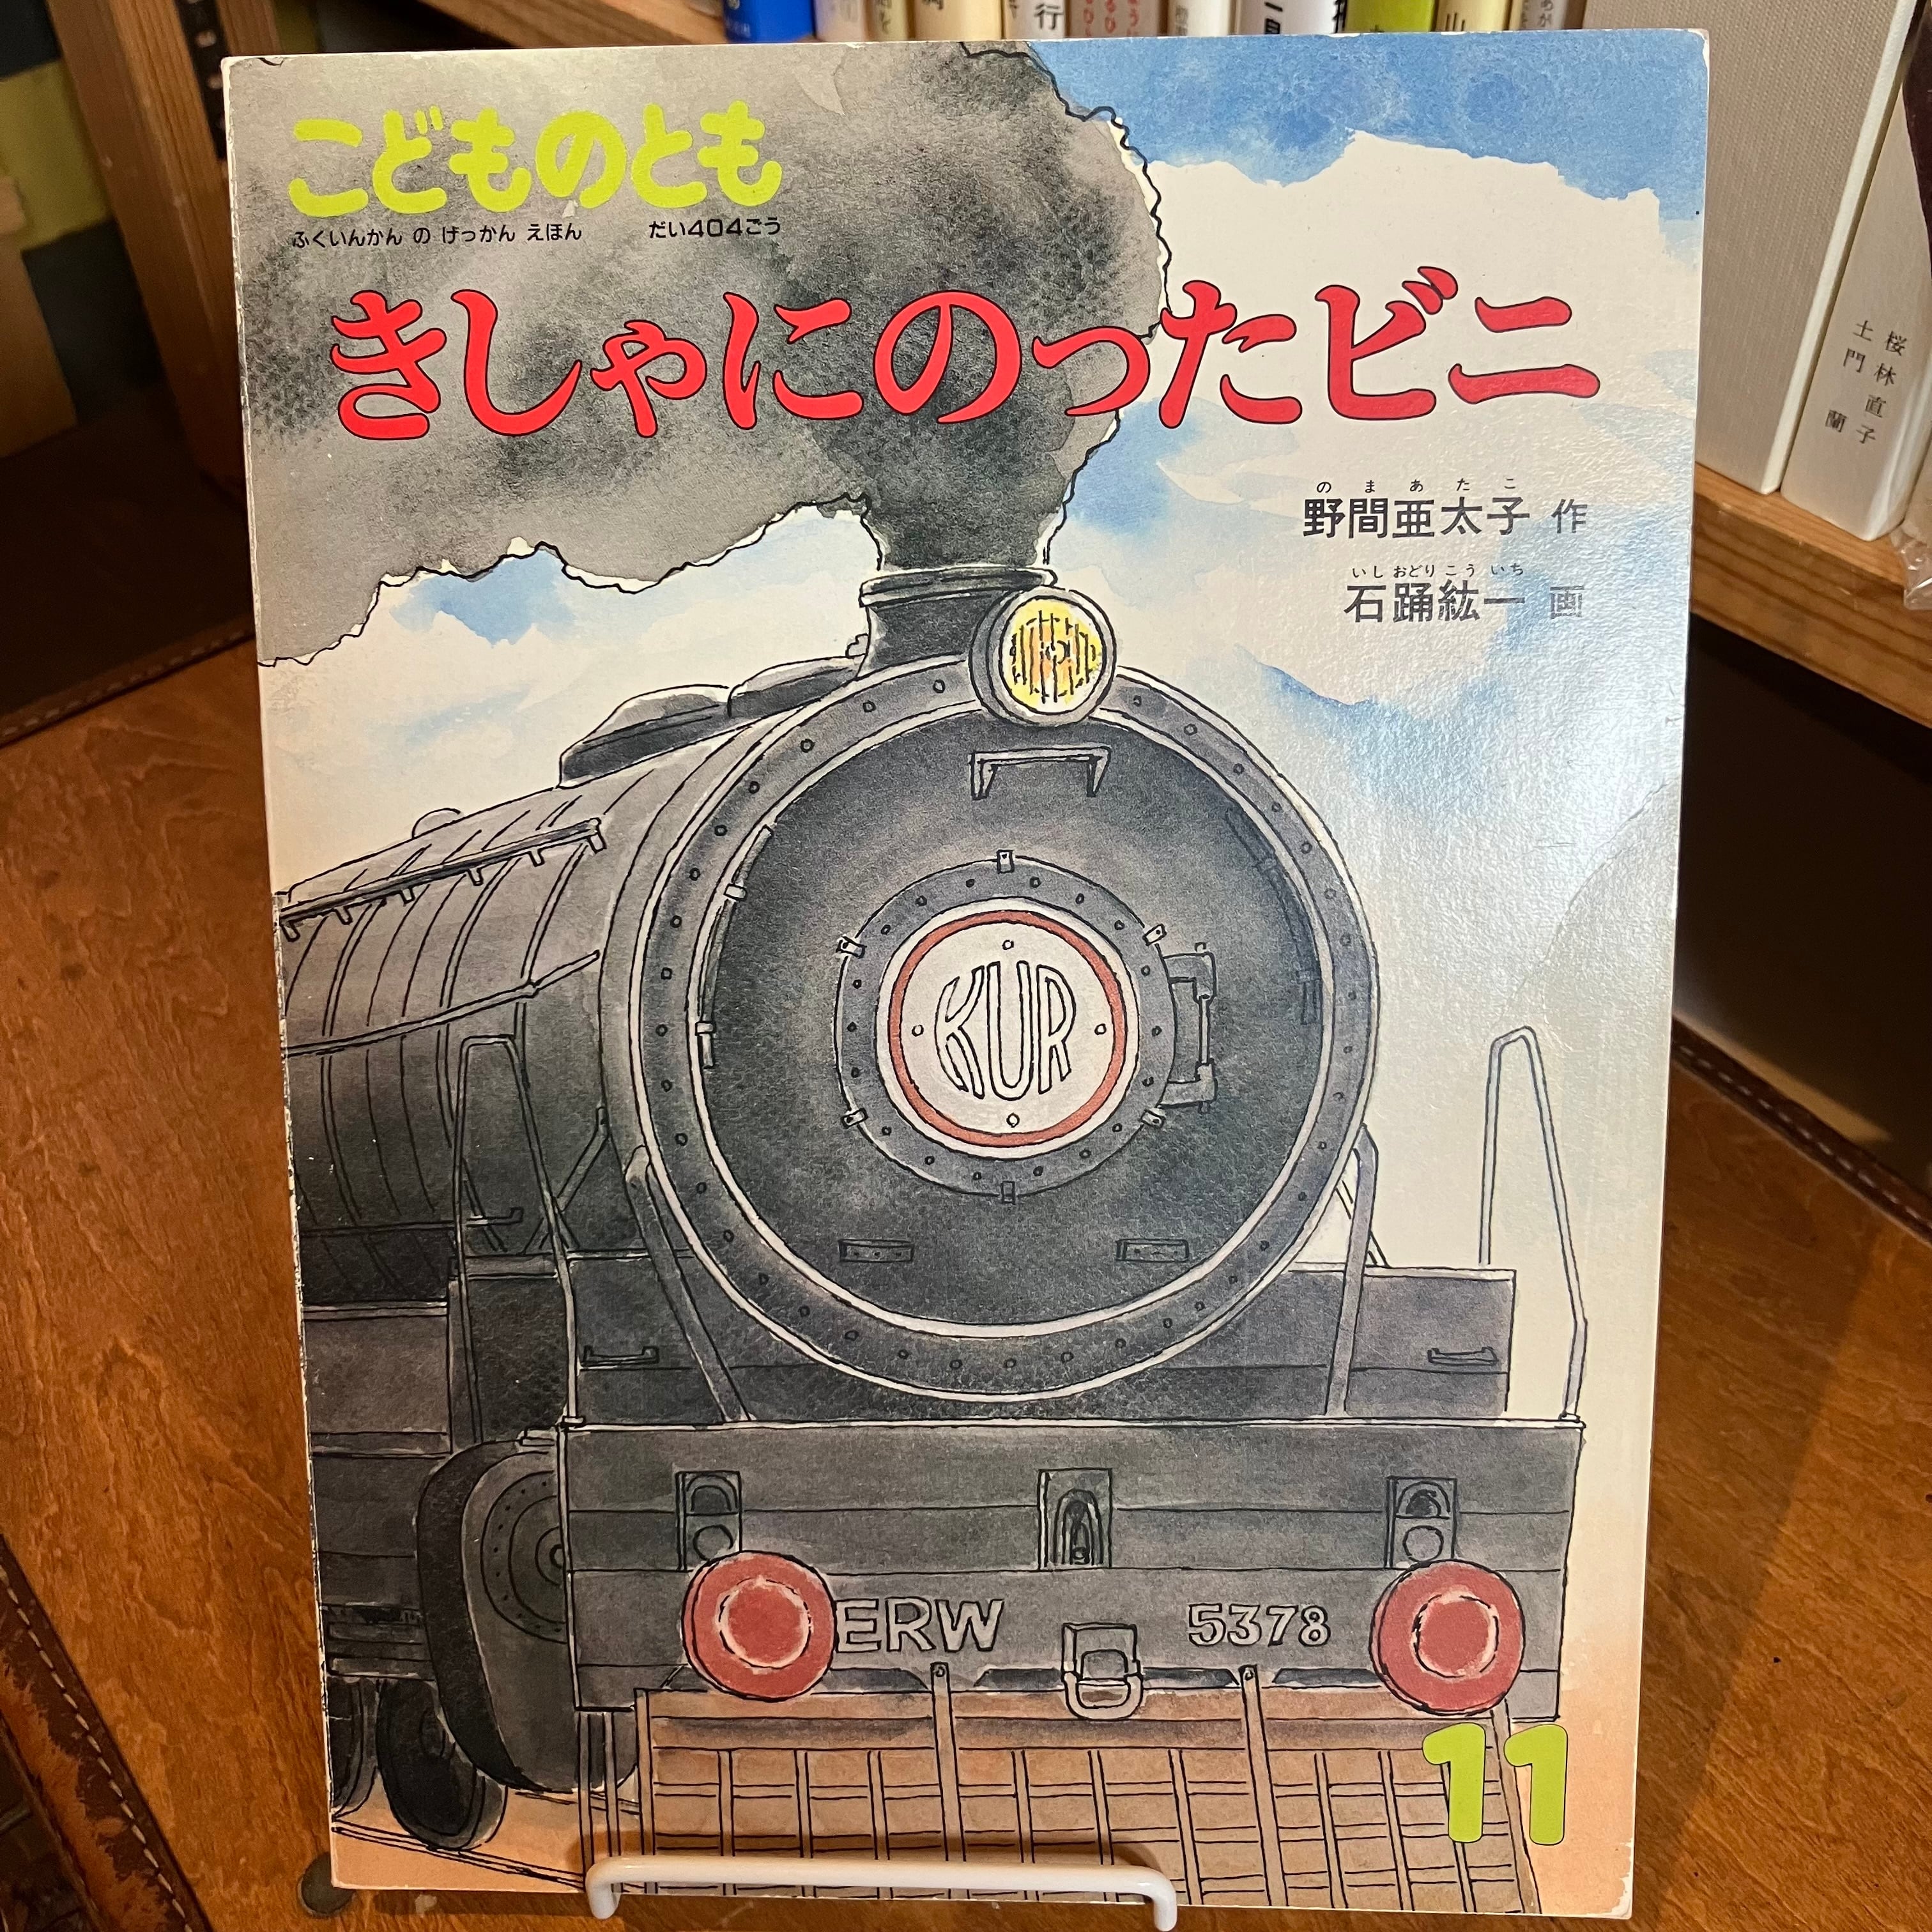 こどものとも
ふくいんかん の げっかん えほん だい404ごう
きしゃにのったビニ
のまあたこ
野間亜太子 作
いしおどりこういち
石踊紘一 画
KUR
ERW 5378
11
桜林直子
土門蘭